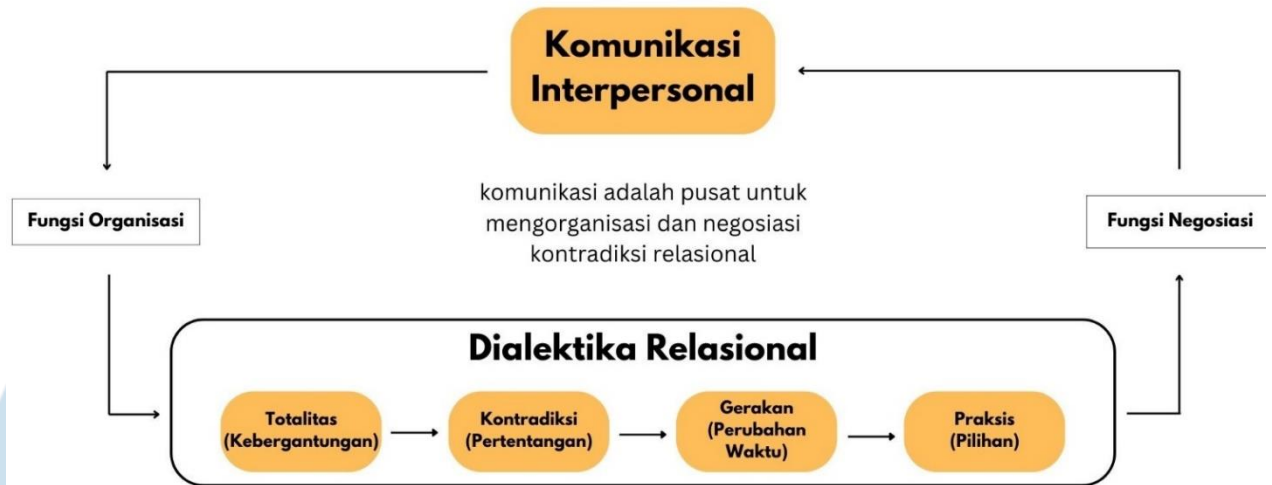 Komunikasi
Interpersonal
Fungsi Organisasi
komunikasi adalah pusat untuk
mengorganisasi dan negosiasi
kontradiksi relasional
Fungsi Negosiasi
Dialektika Relasional
Totalitas
(Kebergantungan)
Kontradiksi
(Pertentangan)
Gerakan
(Perubahan
Waktu)
Praksis
(Pilihan)